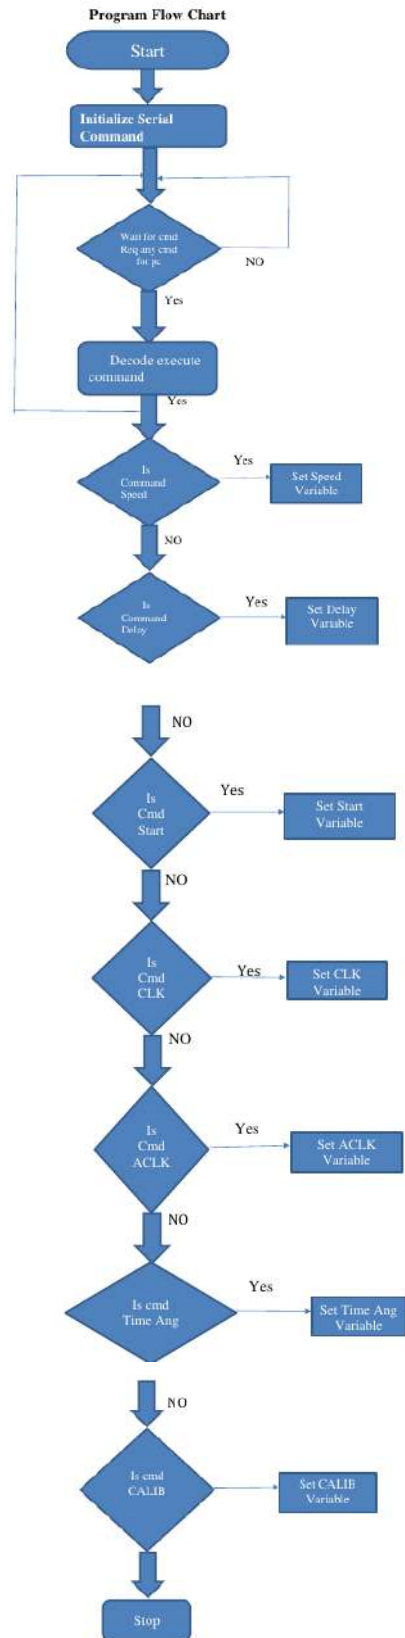 Program Flow Chart
Start
Initialize Serial
Command
Wait for cmd
Req any cmd
for pc
NO
Yes
Decode execute
command
Yes
Is
Command
Speed
Yes
Set Speed
Variable
NO
Is
Command
Delay
Yes
Set Delay
Variable
NO
Is
Cmd
Start
Yes
Set Start
Variable
NO
Is
Cmd
CLK
Yes
Set CLK
Variable
NO
Is
Cmd
ACLK
Yes
Set ACLK
Variable
NO
Is cmd
Time Ang
Yes
Set Time Ang
Variable
NO
Is cmd
CALIB
Set CALIB
Variable
Stop